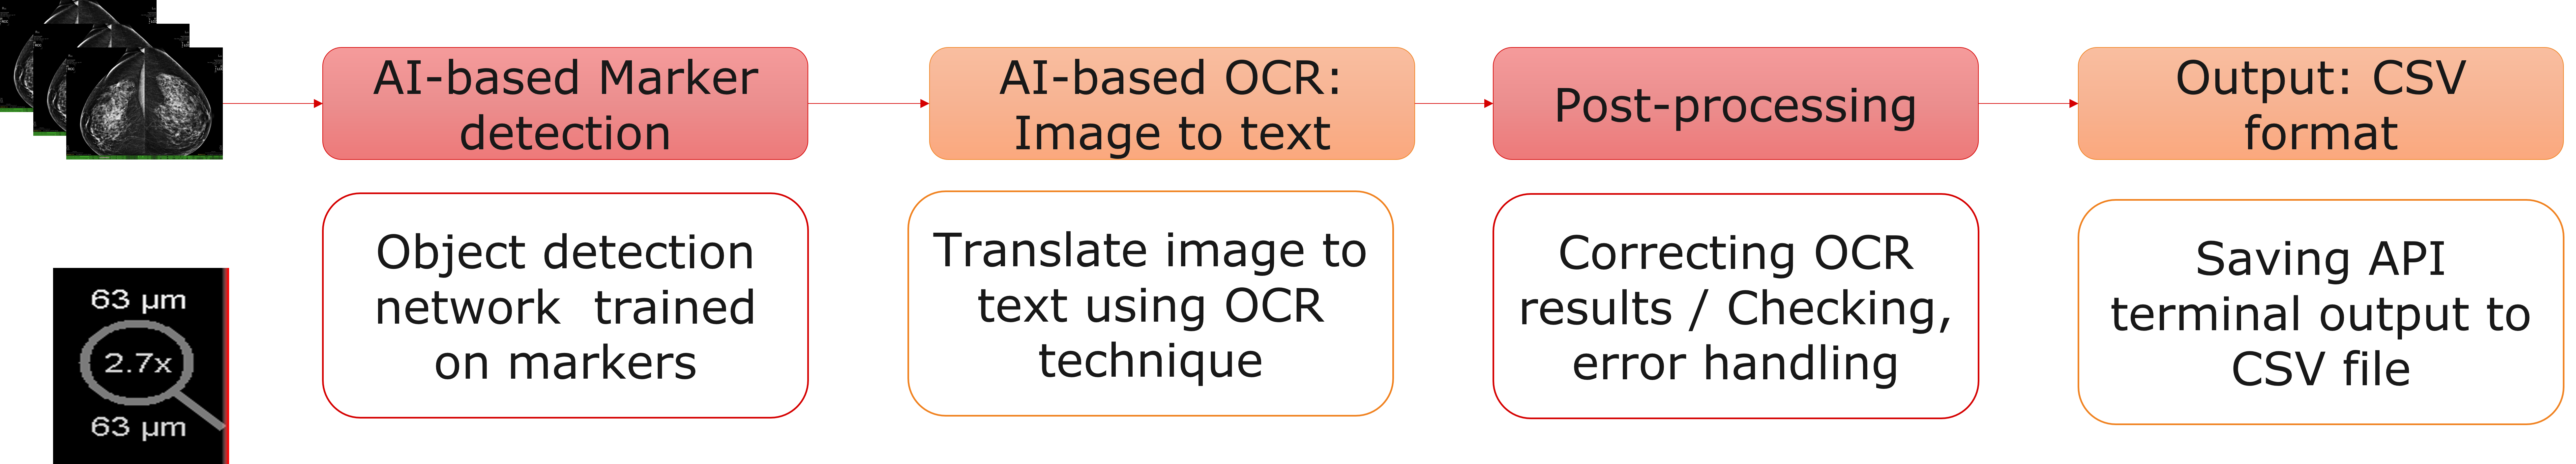 AI-based Marker
detection
AI-based OCR:
Image to text
Post-processing
Output: CSV
format
Object detection
network  trained
on markers
Translate image to
text using OCR
technique
Correcting OCR
results / Checking,
error handling
Saving API
terminal output to
CSV file
63 μm
2.7x
63 μm